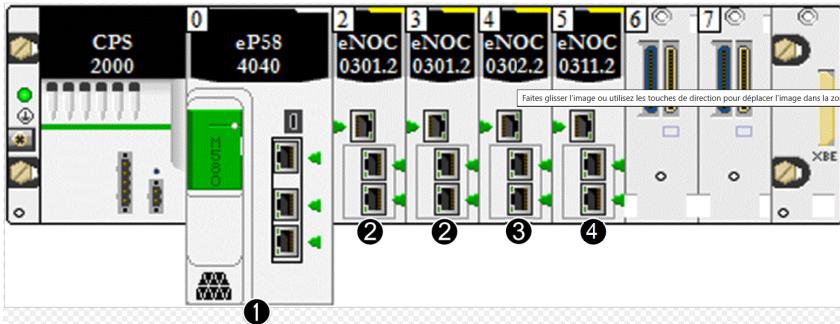 0
2
3
4
5
6
7
CPS
2000
eP58
4040
eNOC
0301.2
eNOC
0301.2
eNOC
0302.2
eNOC
0311.2
Faites glisser l'image ou utilisez les touches de direction pour déplacer l'image dans la zo
M580
XBE
2
2
3
4
1